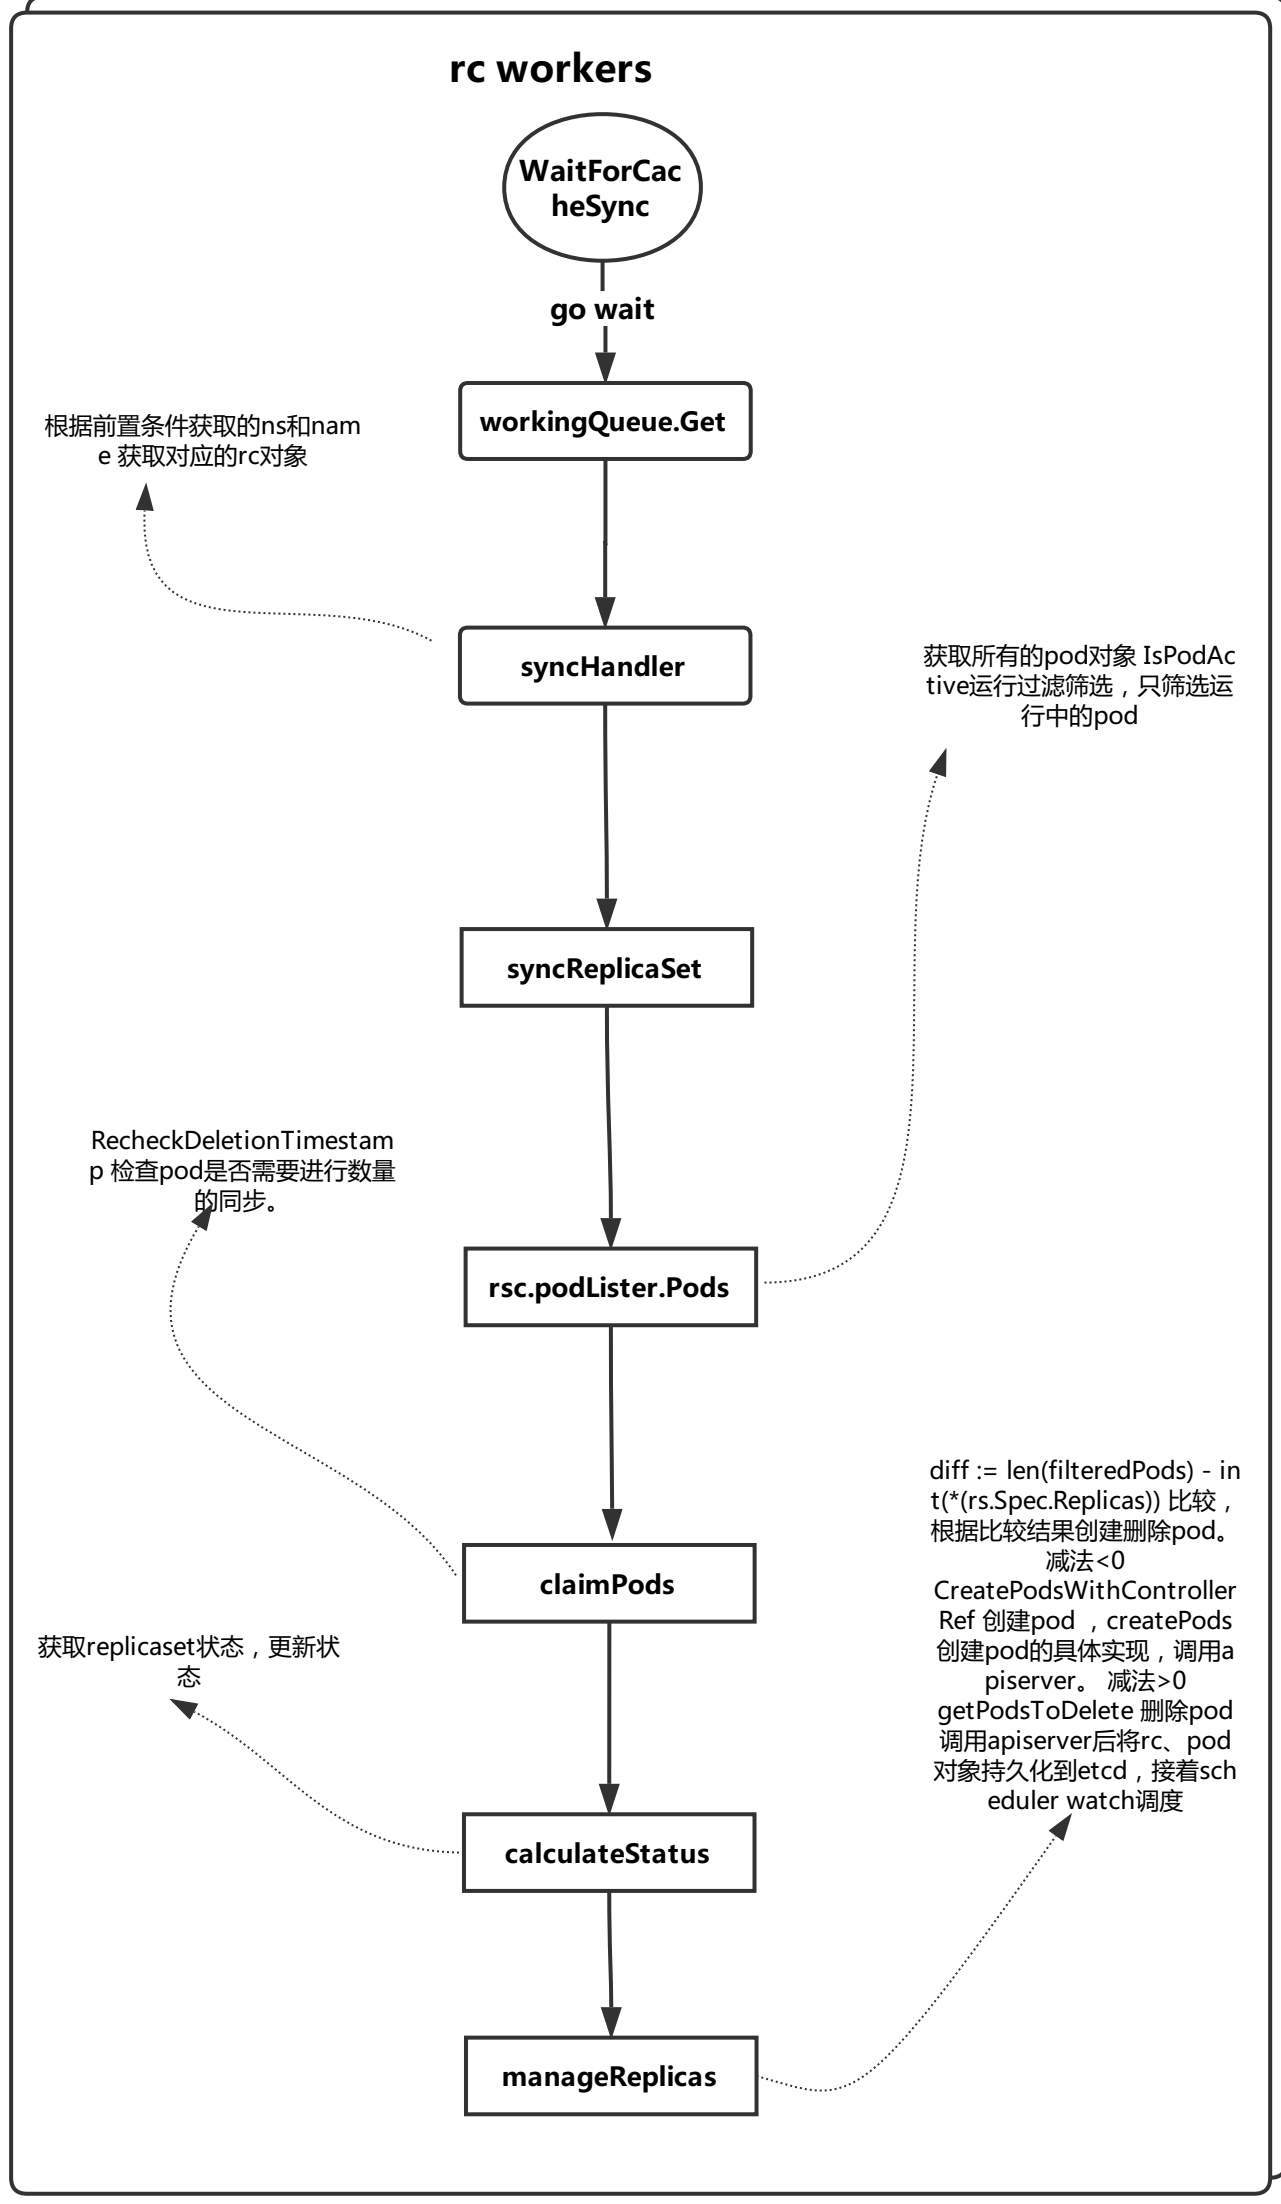 rc workers
WaitForCac
heSync
go wait
workingQueue.Get
根据前置条件获取的ns和nam
e 获取对应的rc对象
syncHandler
获取所有的pod对象 IsPodAc
tive运行过滤筛选，只筛选运
行中的pod
syncReplicaSet
RecheckDeletionTimestam
p 检查pod是否需要进行数量
的同步。
rsc.podLister.Pods
diff := len(filteredPods) - in
t(*(rs.Spec.Replicas)) 比较，
根据比较结果创建删除pod。
减法<0
CreatePodsWithController
Ref 创建pod ，createPods
创建pod的具体实现，调用a
piserver。 减法>0
getPodsToDelete 删除pod
调用apiserver后将rc、pod
对象持久化到etcd，接着sch
eduler watch调度
claimPods
获取replicaset状态，更新状
态
calculateStatus
manageReplicas